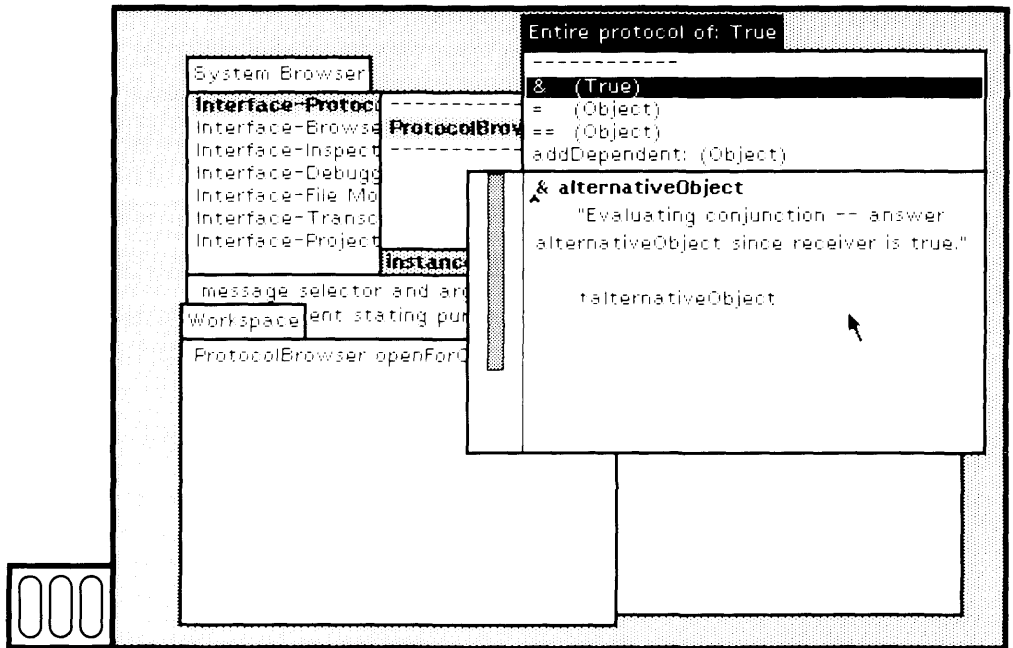 Entire protocol of: True
------------
& (True)
= (Object)
== (Object)
addDependent: (Object)
& alternativeObject
"Evaluating conjunction -- answer
alternativeObject since receiver is true."
↑alternativeObject
System Browser
Interface-Protoc
Interface-Browse
Interface-Inspect
Interface-Debugg
Interface-File Mo
Interface-Transc
Interface-Project
------------
ProtocolBrow
------------
instanc
message selector and arg
ent stating pur
Workspace
ProtocolBrowser openFor